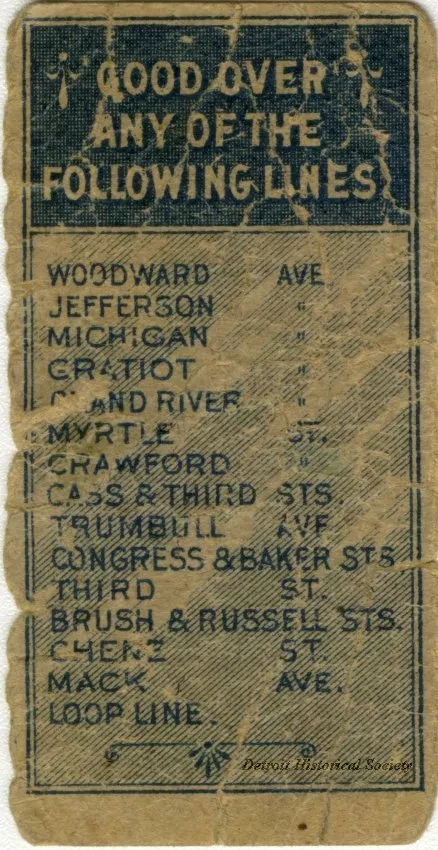 GOOD OVER
ANY OF THE
FOLLOWING LINES
WOODWARD AVE
JEFFERSON "
MICHIGAN "
GRATIOT "
GRAND RIVER "
MYRTLE ST.
CRAWFORD "
CASS & THIRD STS.
TRUMBULL AVE
CONGRESS & BAKER STS
THIRD ST.
BRUSH & RUSSELL STS.
CHENE ST.
MACK AVE.
LOOP LINE.
Detroit Historical Society